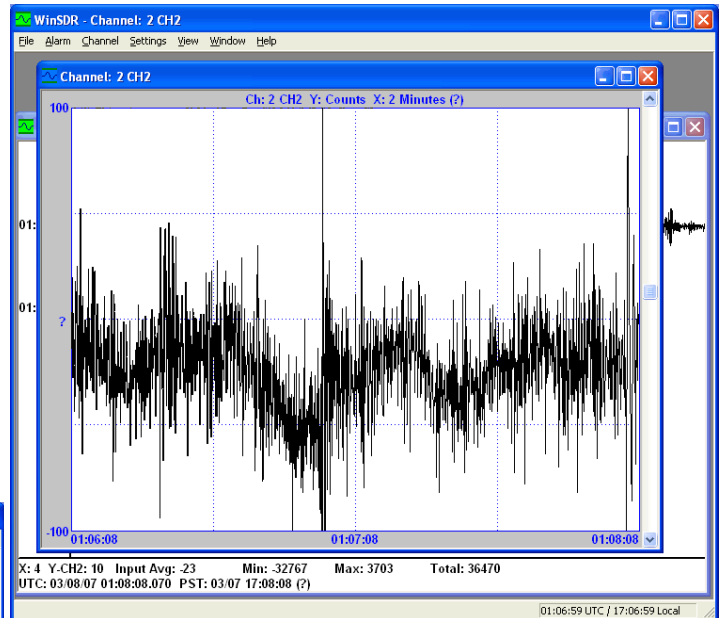 WinSDR - Channel: 2 CH2
File Alarm Channel Settings View Window Help
Channel: 2 CH2
Ch: 2 CH2 Y: Counts X: 2 Minutes (?)
100
01:
01:
?
-100
01:06:08 01:07:08 01:08:08
X: 4 Y-CH2: 10 Input Avg: -23 Min: -32767 Max: 3703 Total: 36470
UTC: 03/08/07 01:08:08.070 PST: 03/07 17:08:08 (?)
01:06:59 UTC / 17:06:59 Local